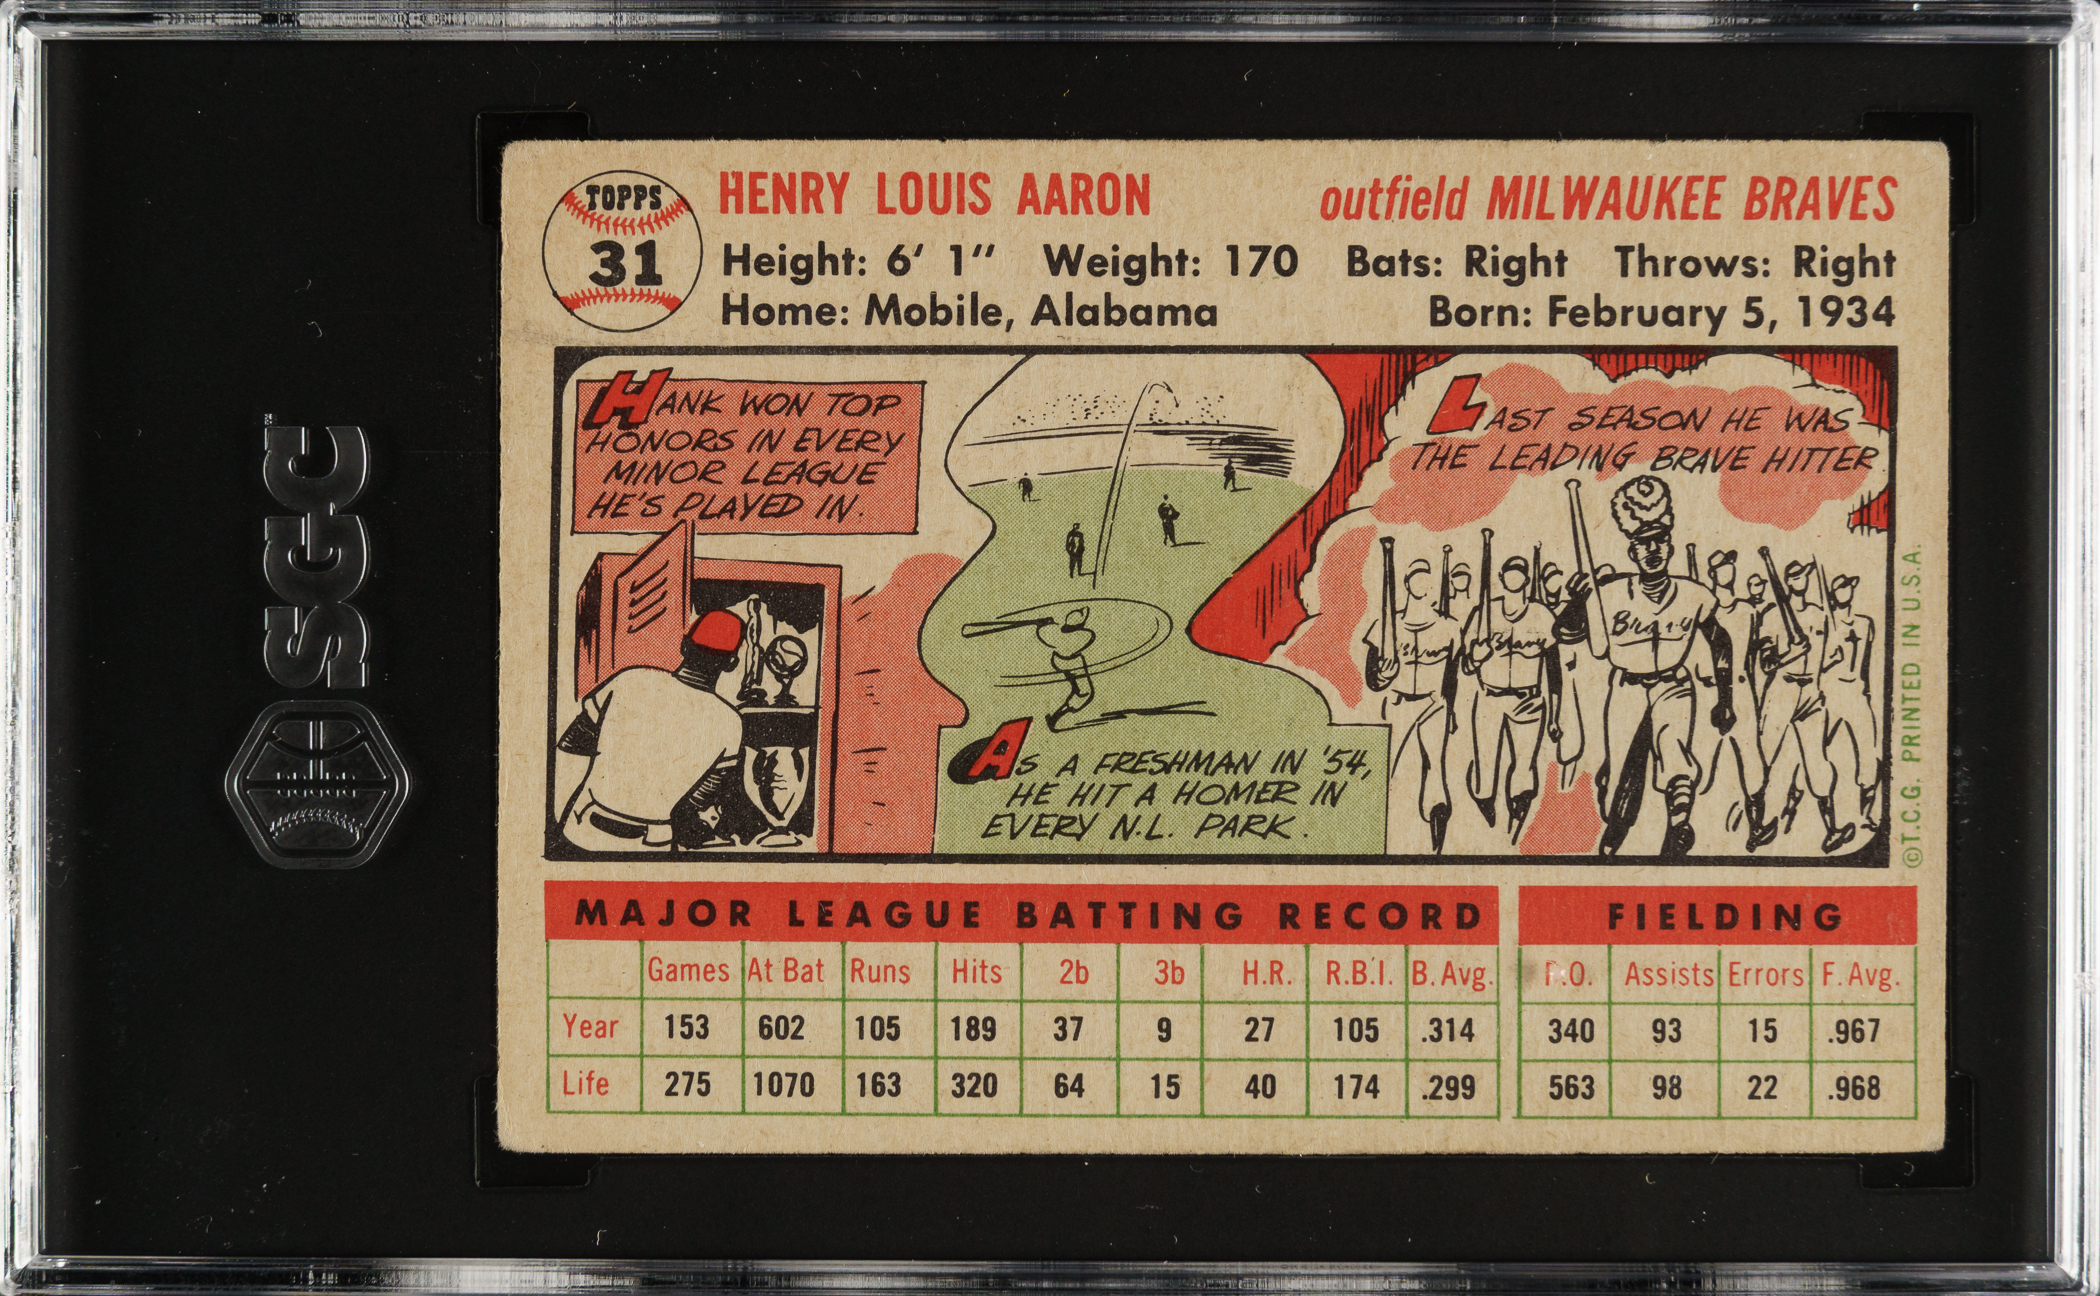 SGC
TOPPS
31
HENRY LOUIS AARON outfield MILWAUKEE BRAVES
Height: 6' 1" Weight: 170 Bats: Right Throws: Right
Home: Mobile, Alabama Born: February 5, 1934
HANK WON TOP
HONORS IN EVERY
MINOR LEAGUE
HE'S PLAYED IN.
AS A FRESHMAN IN '54,
HE HIT A HOMER IN
EVERY N.L. PARK.
LAST SEASON HE WAS
THE LEADING BRAVE HITTER
©T.C.G. PRINTED IN U.S.A.
MAJOR LEAGUE BATTING RECORD FIELDING
Games At Bat Runs Hits 2b 3b H.R. R.B.I. B. Avg. P.O. Assists Errors F. Avg.
Year 153 602 105 189 37 9 27 105 .314 340 93 15 .967
Life 275 1070 163 320 64 15 40 174 .299 563 98 22 .968